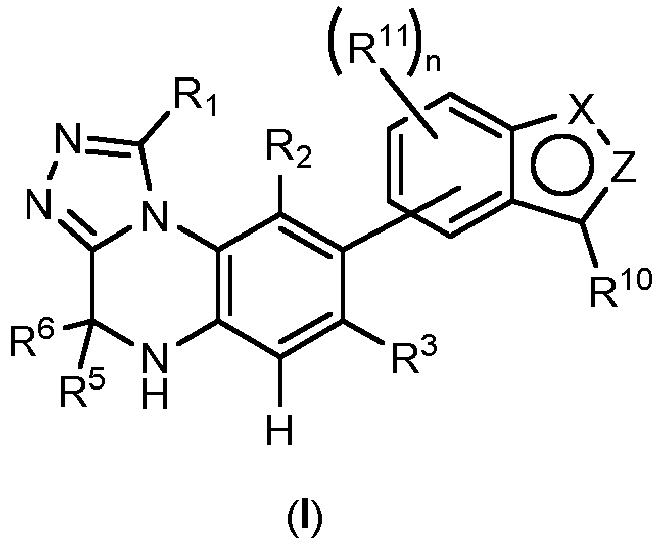 (R¹¹)n
R₁
X
N
R₂
Z
N
N
R¹⁰
R⁶
R⁵
N
H
R³
H
(I)